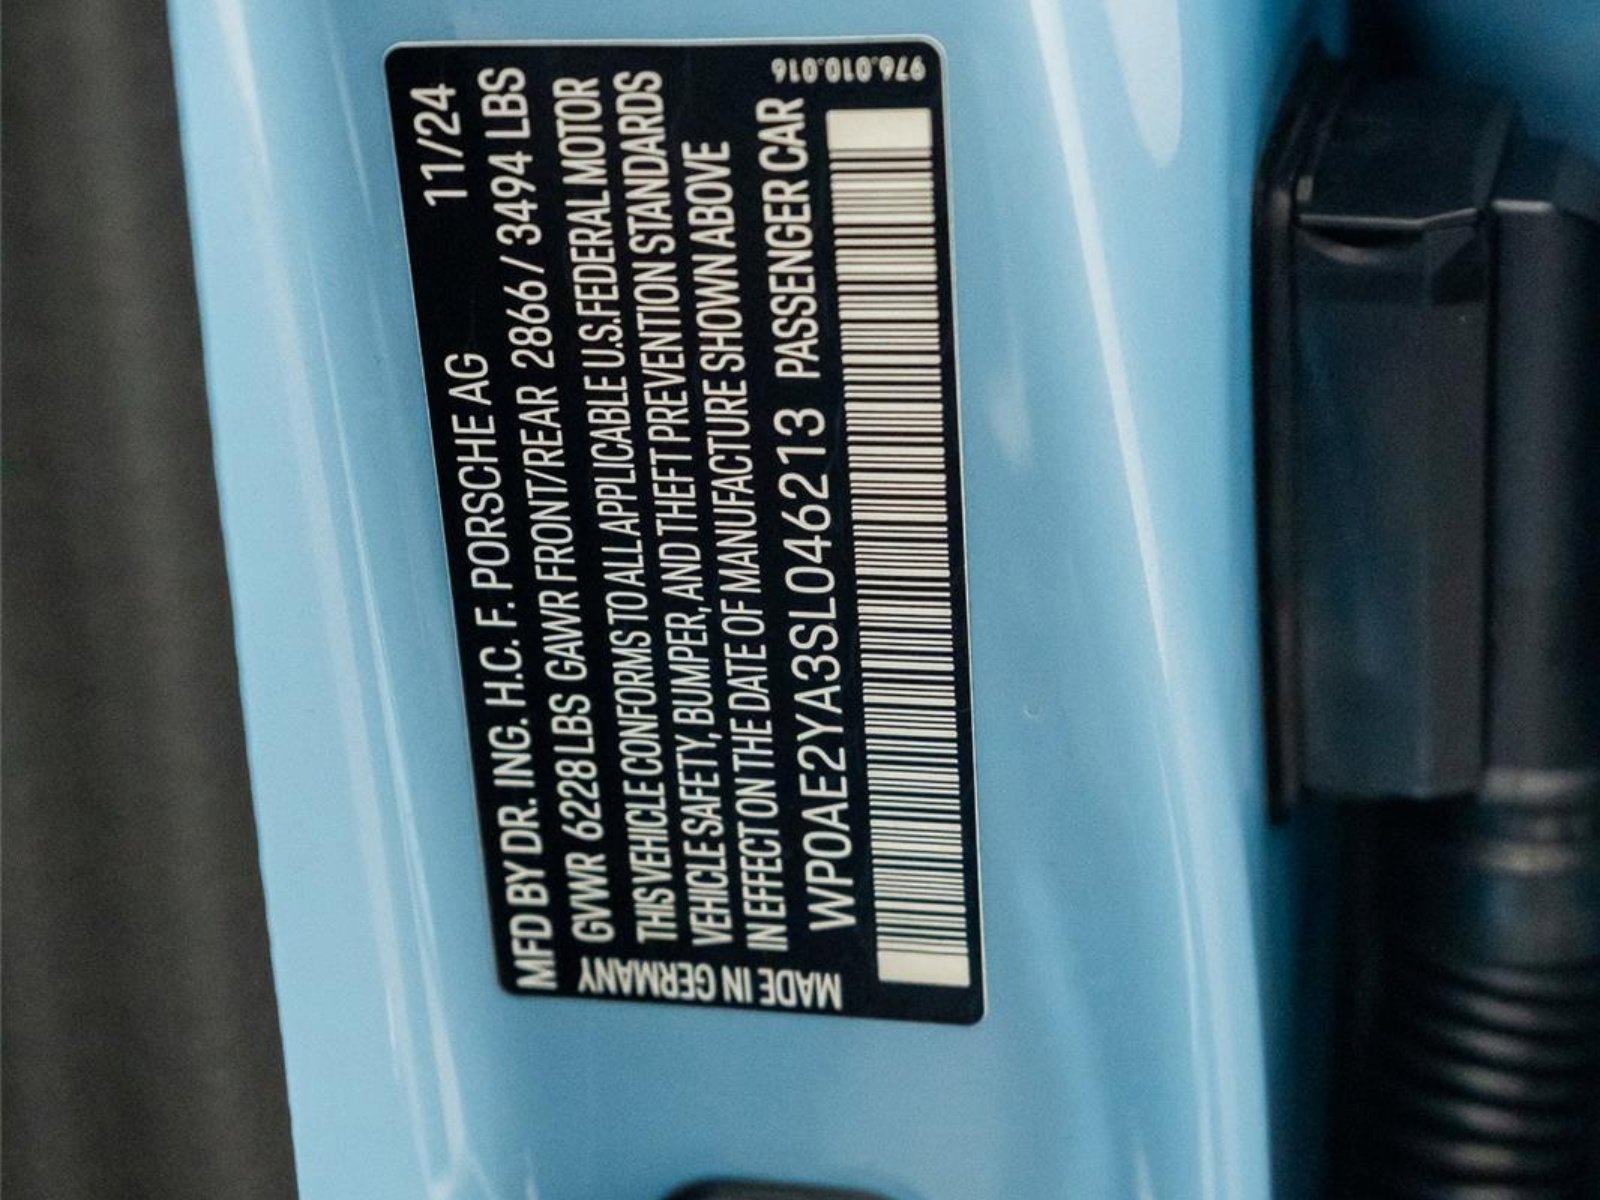 MFD BY DR. ING. H.C. F. PORSCHE AG 11/24
GVWR 6228 LBS GAWR FRONT/REAR 2866 / 3494 LBS
THIS VEHICLE CONFORMS TO ALL APPLICABLE U.S. FEDERAL MOTOR
VEHICLE SAFETY, BUMPER, AND THEFT PREVENTION STANDARDS
IN EFFECT ON THE DATE OF MANUFACTURE SHOWN ABOVE
WP0AE2YA3SL046213 PASSENGER CAR
MADE IN GERMANY
976.010.016